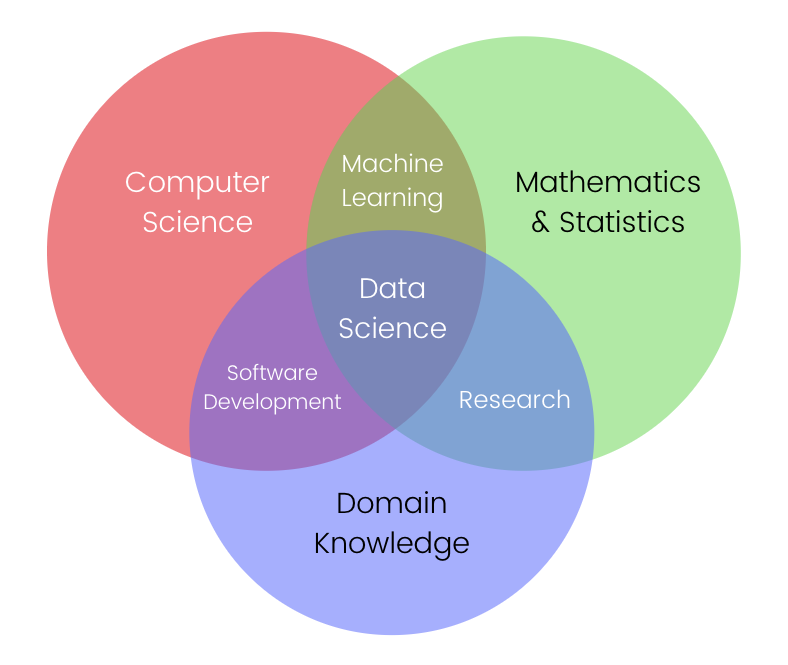 Computer
Science
Machine
Learning
Mathematics
& Statistics
Data
Science
Software
Development
Research
Domain
Knowledge